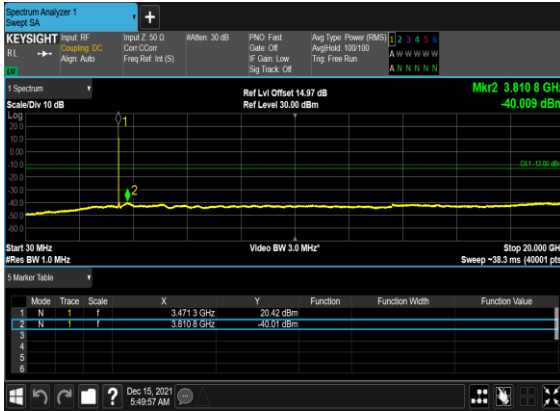 Spectrum Analyzer 1
Swept SA
+
KEYSIGHT Input: RF Input Z: 50 Ω #Atten: 30 dB PNO: Fast Avg Type: Power (RMS) 1 2 3 4 5 6
RL Coupling: DC Corr CCorr Gate: Off Avg|Hold: 100/100 A W W W W W
Align: Auto Freq Ref: Int (S) IF Gain: Low Trig: Free Run
Sig Track: Off A N N N N N
1 Spectrum Ref Lvl Offset 14.97 dB Mkr2 3.810 8 GHz
Scale/Div 10 dB Ref Level 30.00 dBm -40.009 dBm
Log
20.0
10.0
0.00
-10.0
-20.0
-30.0
-40.0
-50.0
-60.0
1
2
DL1 -13.00 dBm
Start 30 MHz Video BW 3.0 MHz* Stop 20.000 GHz
#Res BW 1.0 MHz Sweep ~38.3 ms (40001 pts)
5 Marker Table
Mode Trace Scale X Y Function Function Width Function Value
1 N 1 f 3.471 3 GHz 20.42 dBm
2 N 1 f 3.810 8 GHz -40.01 dBm
3
4
5
6
? Dec 15, 2021
5:49:57 AM